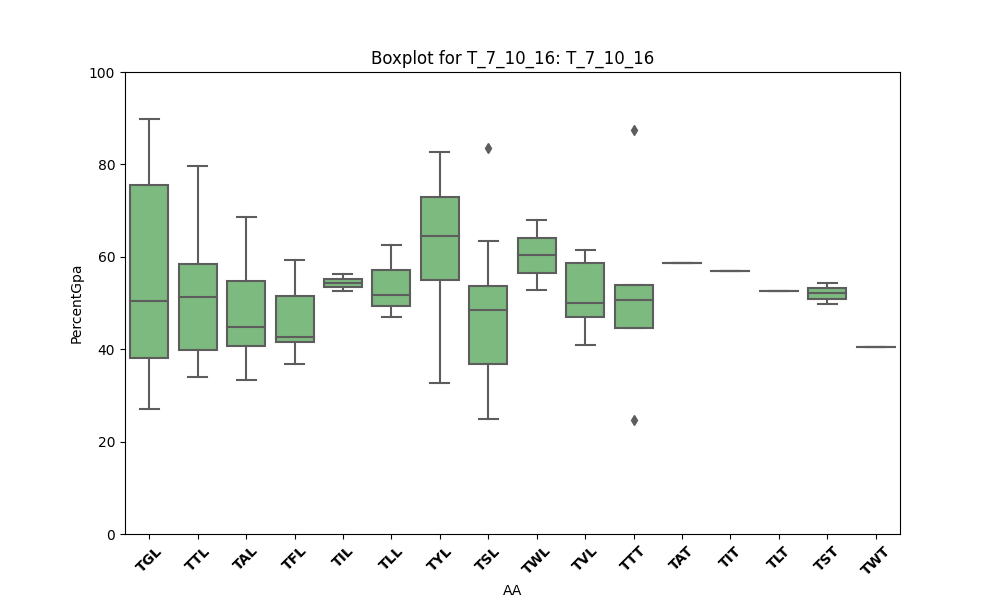 Boxplot for T_7_10_16: T_7_10_16
100
80
60
40
20
0
PercentGpa
TGL TTL TAL TFL TIL TLL TYL TSL TWL TVL TTT TAT TIT TLT TST TWT
AA